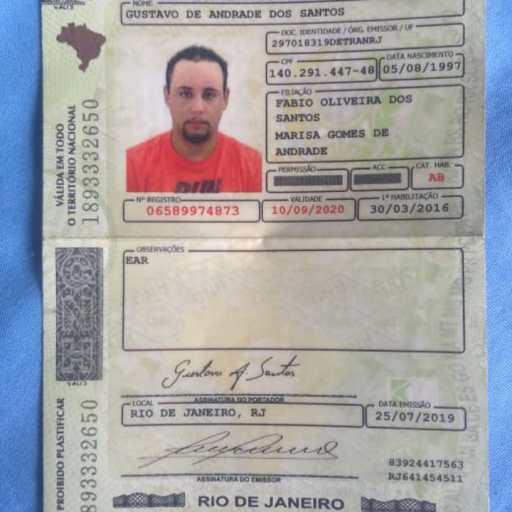 NOME
GUSTAVO DE ANDRADE DOS SANTOS
DOC. IDENTIDADE / ÓRG. EMISSOR / UF
297018319DETRANRJ
CPF
DATA NASCIMENTO
140.291.447-48
05/08/1997
FILIAÇÃO
FABIO OLIVEIRA DOS
SANTOS
MARISA GOMES DE
ANDRADE
PERMISSÃO
ACC
CAT. HAB.
AB
Nº REGISTRO
VALIDADE
1ª HABILITAÇÃO
06589974873
10/09/2020
30/03/2016
VÁLIDA EM TODO
O TERRITÓRIO NACIONAL
1893332650
OBSERVAÇÕES
EAR
Gustavo A. Santos
ASSINATURA DO PORTADOR
LOCAL
DATA EMISSÃO
RIO DE JANEIRO, RJ
25/07/2019
83924417563
RJ641454511
ASSINATURA DO EMISSOR
RIO DE JANEIRO
PROIBIDO PLASTIFICAR
893332650